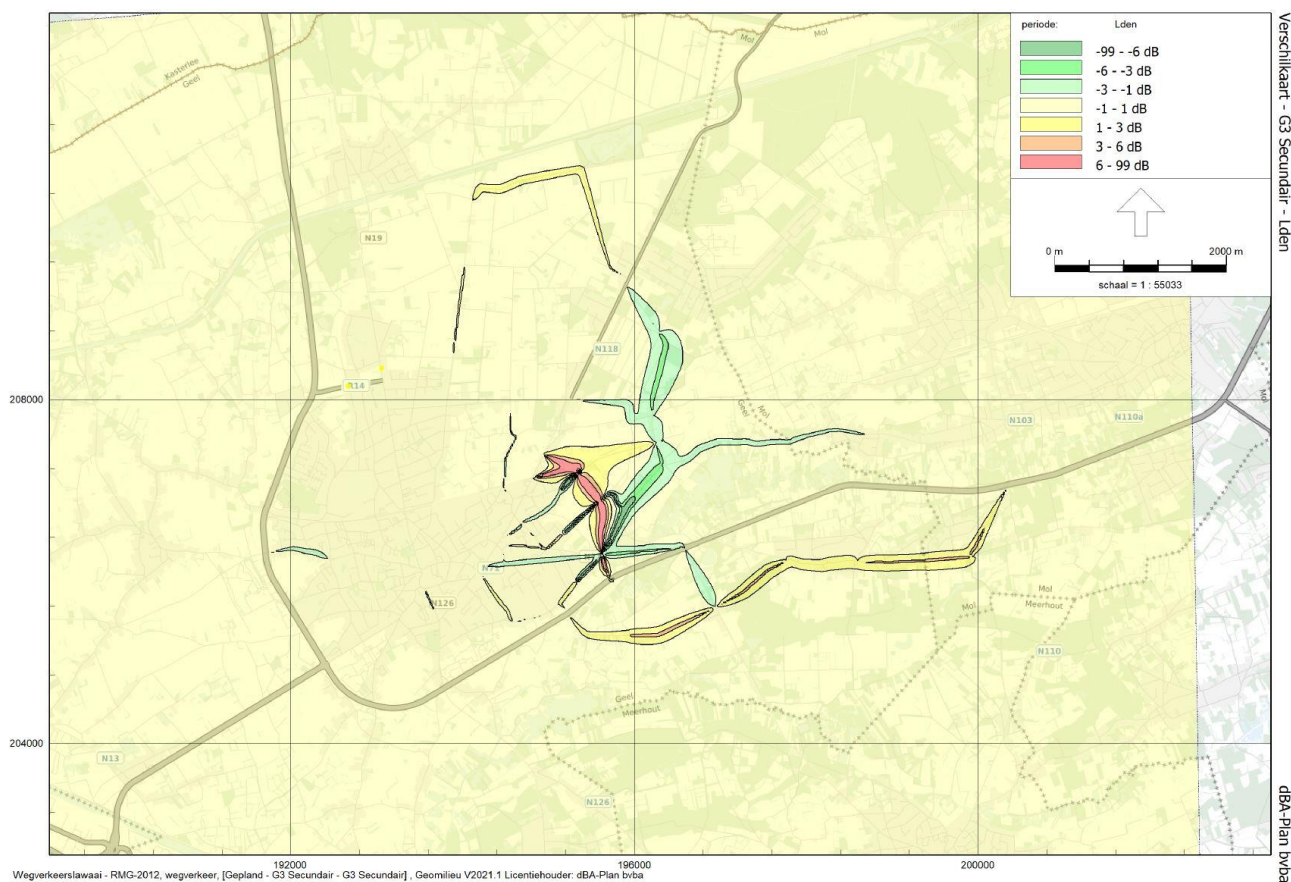 periode: Lden
-99 - -6 dB
-6 - -3 dB
-3 - -1 dB
-1 - 1 dB
1 - 3 dB
3 - 6 dB
6 - 99 dB
0 m 2000 m
schaal = 1 : 55033
Verschilkaart - G3 Secundair - Lden
dBA-Plan bvba
Mol
Mol
Kasterlee
Geel
N19
N118
Geel
Mol
N103
N110a
Mol
208000
N126
Mol
Mol
Meerhout
N110
Geel
Meerhout
204000
N13
N126
192000 196000 200000
Wegverkeerslawaai - RMG-2012, wegverkeer, [Gepland - G3 Secundair - G3 Secundair] , Geomilieu V2021.1 Licentiehouder: dBA-Plan bvba